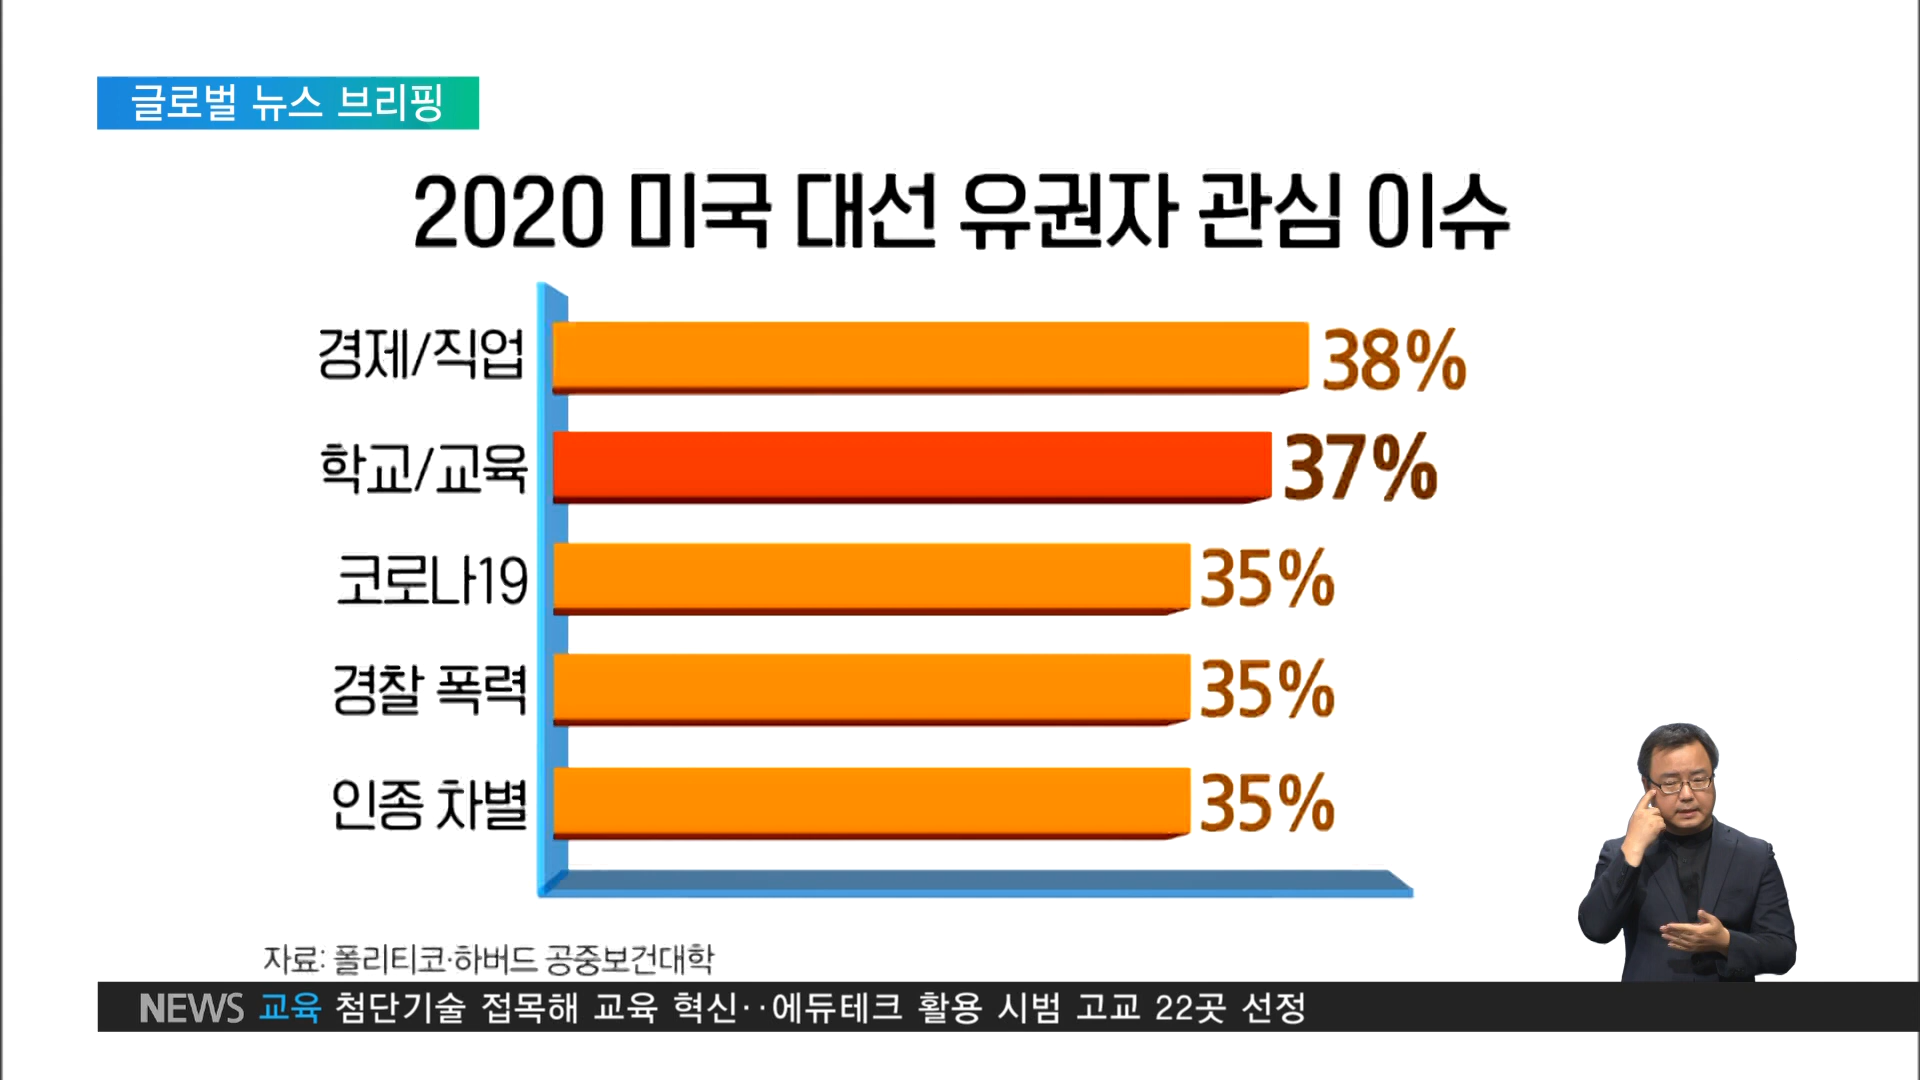 글로벌 뉴스 브리핑
2020 미국 대선 유권자 관심 이슈
경제/직업 38%
학교/교육 37%
코로나19 35%
경찰 폭력 35%
인종 차별 35%
자료: 폴리티코·하버드 공중보건대학
NEWS 교육 첨단기술 접목해 교육 혁신‥에듀테크 활용 시범 고교 22곳 선정